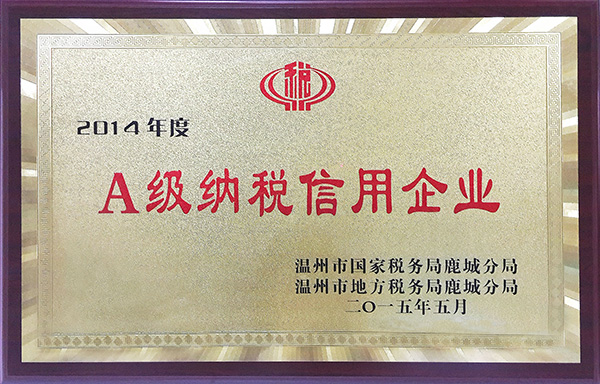 税
2014年度
A级纳税信用企业
温州市国家税务局鹿城分局
温州市地方税务局鹿城分局
二〇一五年五月